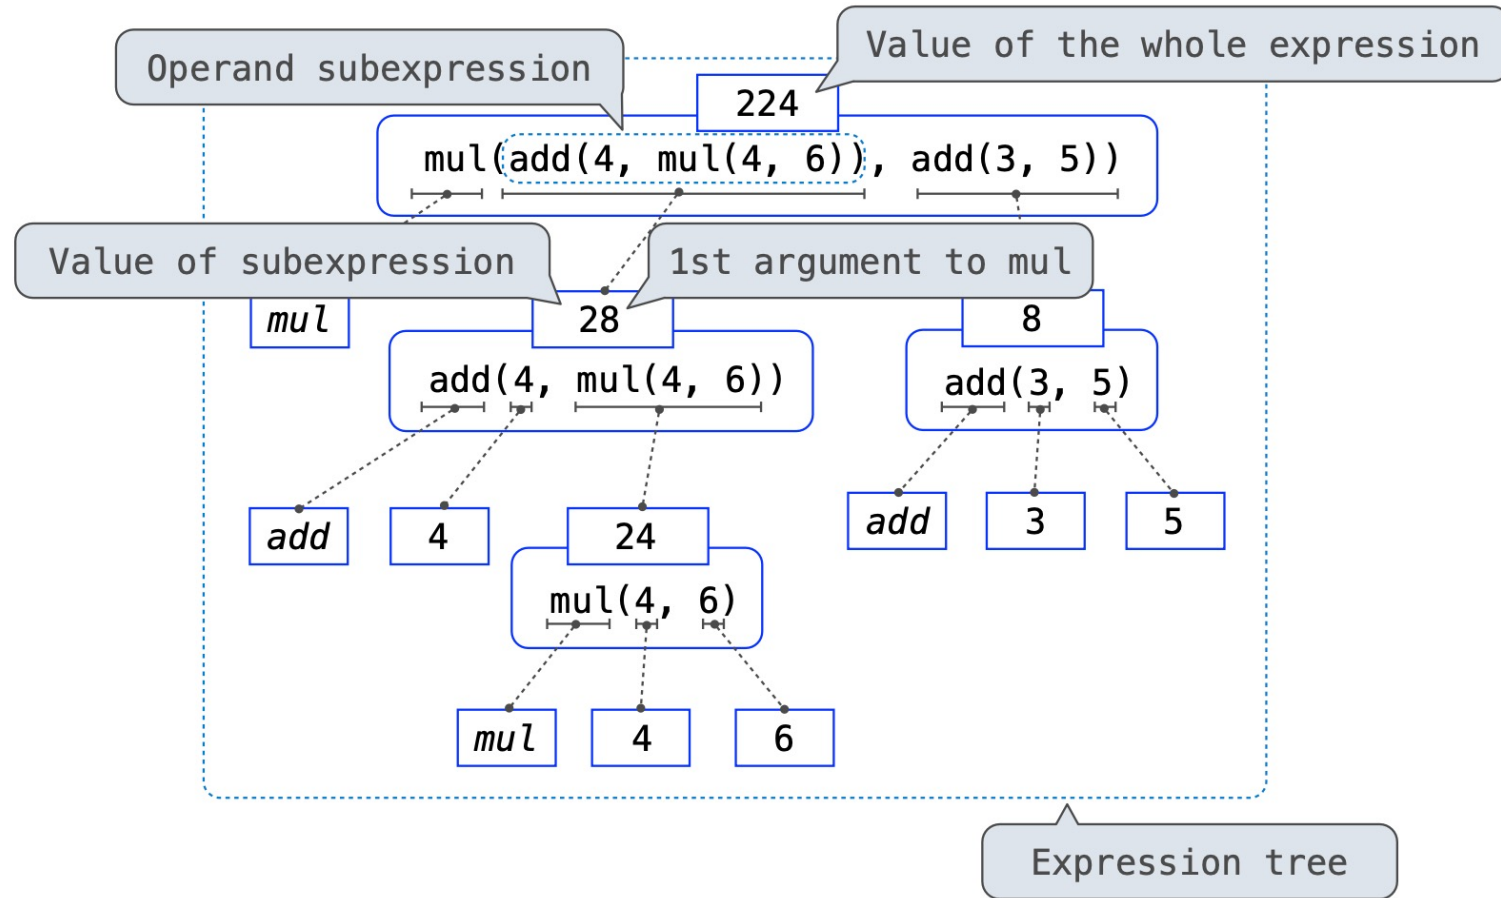 Value of the whole expression
Operand subexpression
224
mul(add(4, mul(4, 6)), add(3, 5))
Value of subexpression
1st argument to mul
mul
28
8
add(4, mul(4, 6))
add(3, 5)
add
4
24
add
3
5
mul(4, 6)
mul
4
6
Expression tree